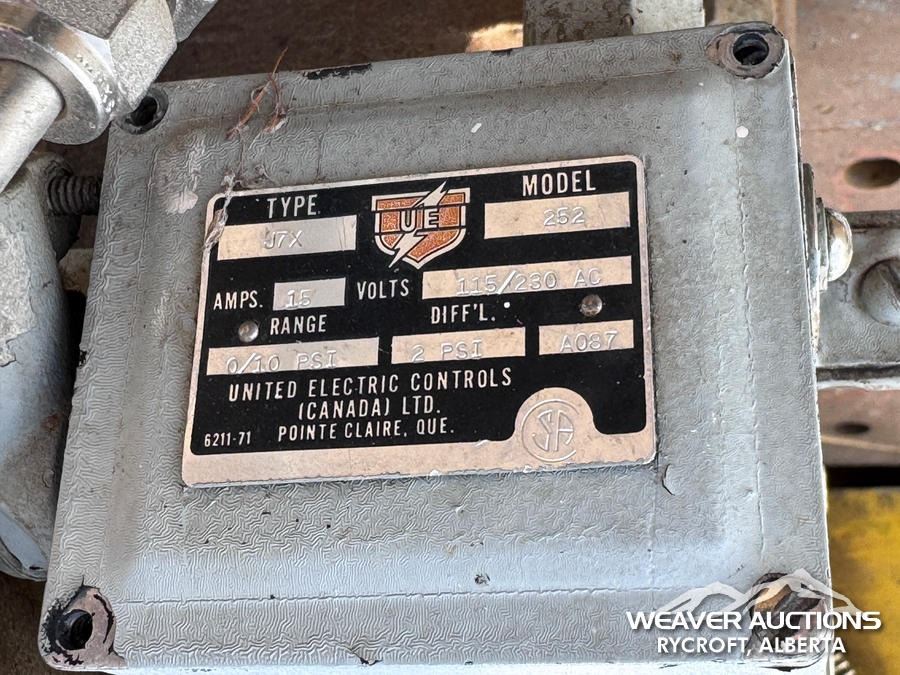 TYPE
MODEL
J7X
UE
252
AMPS. 15 VOLTS 115/230 AC
RANGE
DIFF'L.
0/10 PSI
2 PSI
A087
UNITED ELECTRIC CONTROLS
(CANADA) LTD.
6211-71 POINTE CLAIRE, QUE.
SA
WEAVER AUCTIONS
RYCROFT, ALBERTA